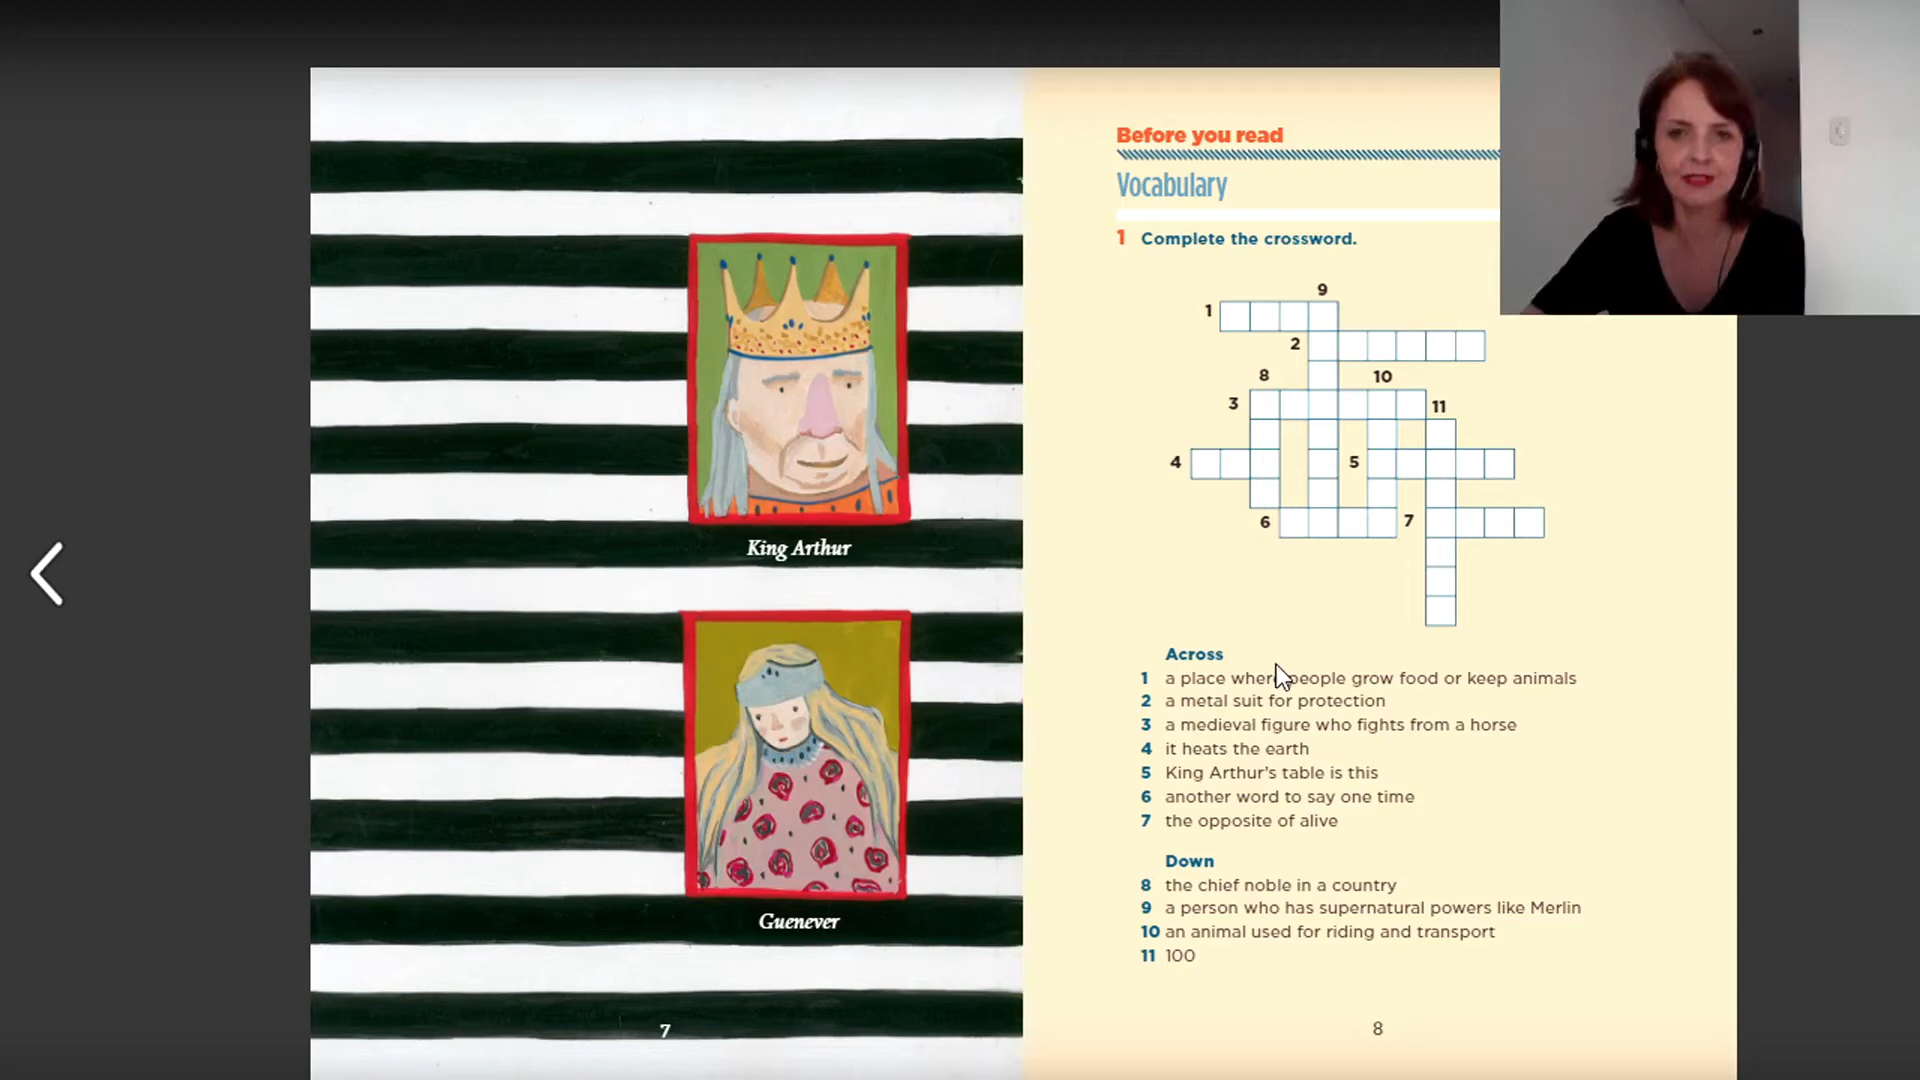 King Arthur
Guenever
7
Before you read
Vocabulary
1 Complete the crossword.
9
1
2
8 10
3 11
4 5
6 7
Across
1 a place where people grow food or keep animals
2 a metal suit for protection
3 a medieval figure who fights from a horse
4 it heats the earth
5 King Arthur's table is this
6 another word to say one time
7 the opposite of alive
Down
8 the chief noble in a country
9 a person who has supernatural powers like Merlin
10 an animal used for riding and transport
11 100
8